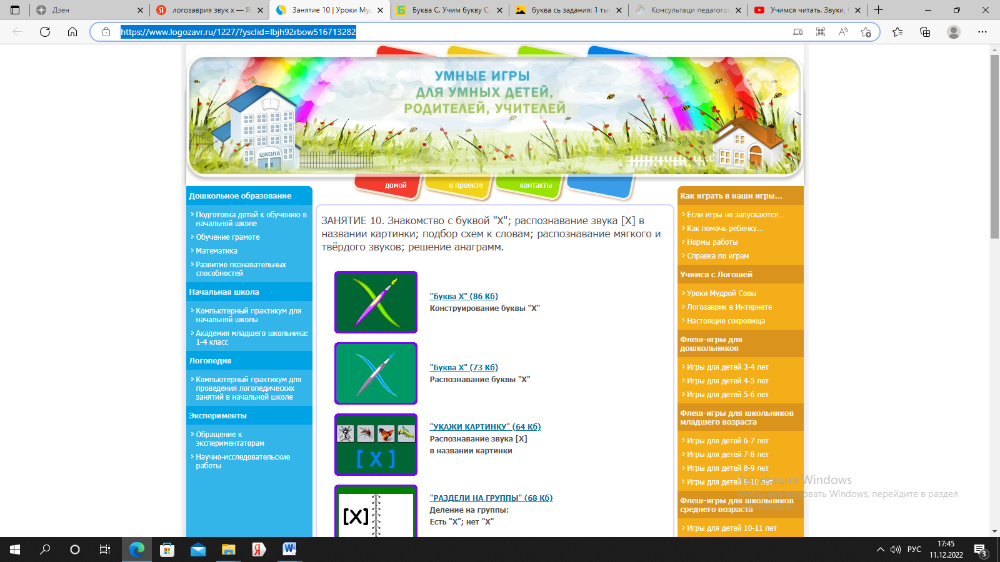 Дзен
логозаврия звук х — Ян
Занятие 10 | Уроки Муд
Буква С. Учим букву С.
буква сь задания: 1 тыс
Консультаци педагогов
Учимся читать. Звуки,
https://www.logozavr.ru/1227/?ysclid=lbjh92rbow516713282
УМНЫЕ ИГРЫ
ДЛЯ УМНЫХ ДЕТЕЙ,
РОДИТЕЛЕЙ, УЧИТЕЛЕЙ
ШКОЛА
домой
о проекте
контакты
Дошкольное образование
Подготовка детей к обучению в
начальной школе
Обучение грамоте
Математика
Развитие познавательных
способностей
Начальная школа
Компьютерный практикум для
начальной школы
Академия младшего школьника:
1-4 класс
Логопедия
Компьютерный практикум для
проведения логопедических
занятий в начальной школе
Эксперименты
Обращение к
экспериментаторам
Научно-исследовательские
работы
ЗАНЯТИЕ 10. Знакомство с буквой "Х"; распознавание звука [Х] в
названии картинки; подбор схем к словам; распознавание мягкого и
твёрдого звуков; решение анаграмм.
"Буква Х" (86 Кб)
Конструирование буквы "Х"
"Буква Х" (73 Кб)
Распознавание буквы "Х"
[ Х ]
"УКАЖИ КАРТИНКУ" (64 Кб)
Распознавание звука [Х]
в названии картинки
[Х]
"РАЗДЕЛИ НА ГРУППЫ" (68 Кб)
Деление на группы:
Есть "Х"; нет "Х"
Как играть в наши игры...
Если игры не запускаются...
Как помочь ребенку...
Нормы работы
Справка по играм
Учимся с Логошей
Уроки Мудрой Совы
Логозаврик в Интернете
Настоящие сокровища
Флеш-игры для
дошкольников
Игры для детей 3-4 лет
Игры для детей 4-5 лет
Игры для детей 5-6 лет
Флеш-игры для школьников
младшего возраста
Игры для детей 6-7 лет
Игры для детей 7-8 лет
Игры для детей 8-9 лет
Игры для детей 9-10 лет
Флеш-игры для школьников
среднего возраста
Игры для детей 10-11 лет
Активация Windows
Чтобы активировать Windows, перейдите в раздел
"Параметры".
РУС
17:45
11.12.2022
3